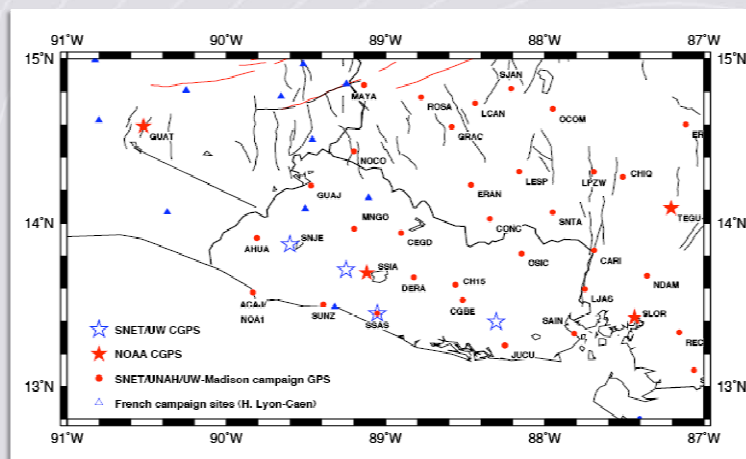 91˚W 90˚W 89˚W 88˚W 87˚W
15˚N 15˚N
SJAN
MAYA
ROSA
LCAN
OCOM
GUAT
GRAC
NOCO
LESP
LPZW
CHIQ
GUAJ
ERAN
14˚N 14˚N
MNGO
CONC
SNTA
TEGU
SNJE
CEGD
AHUA
OSIC
CARI
SSIA
DERA
CH15
NDAM
ACAJ
CGBE
LJAS
NOA1
SUNZ
SSAS
SAIN
SLOR
SNET/UW CGPS
JUCU
REC
NOAA CGPS
13˚N 13˚N
SNET/UNAH/UW-Madison campaign GPS
French campaign sites (H. Lyon-Caen)
91˚W 90˚W 89˚W 88˚W 87˚W